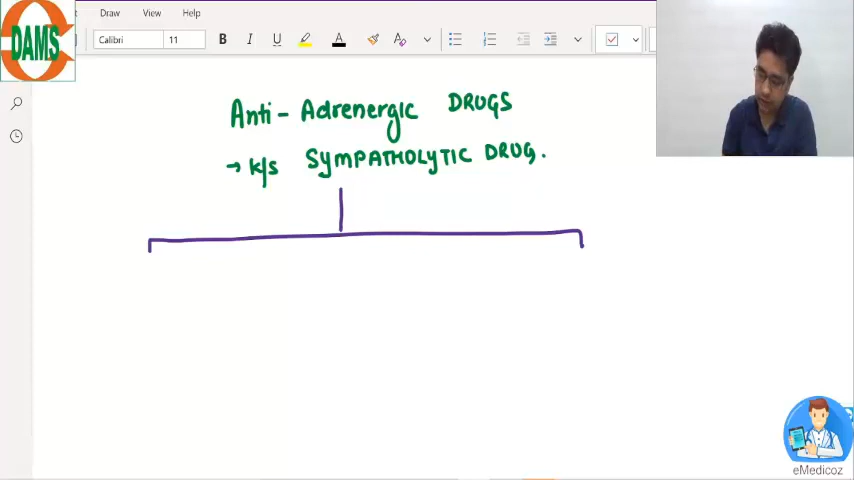 DAMS
Draw View Help
Calibri 11 B I U A A
Anti - Adrenergic DRUGS
→ K/S SYMPATHOLYTIC DRUG.
eMedicoz